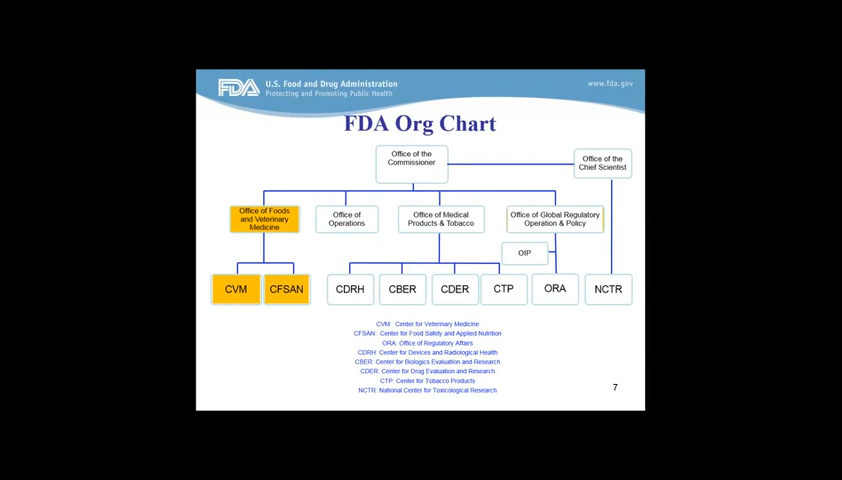 FDA U.S. Food and Drug Administration
Protecting and Promoting Public Health
www.fda.gov
FDA Org Chart
Office of the
Commissioner
Office of the
Chief Scientist
Office of Foods
and Veterinary
Medicine
Office of
Operations
Office of Medical
Products & Tobacco
Office of Global Regulatory
Operation & Policy
OIP
CVM
CFSAN
CDRH
CBER
CDER
CTP
ORA
NCTR
CVM: Center for Veterinary Medicine
CFSAN: Center for Food Safety and Applied Nutrition
ORA: Office of Regulatory Affairs
CDRH: Center for Devices and Radiological Health
CBER: Center for Biologics Evaluation and Research
CDER: Center for Drug Evaluation and Research
CTP: Center for Tobacco Products
NCTR: National Center for Toxicological Research
7